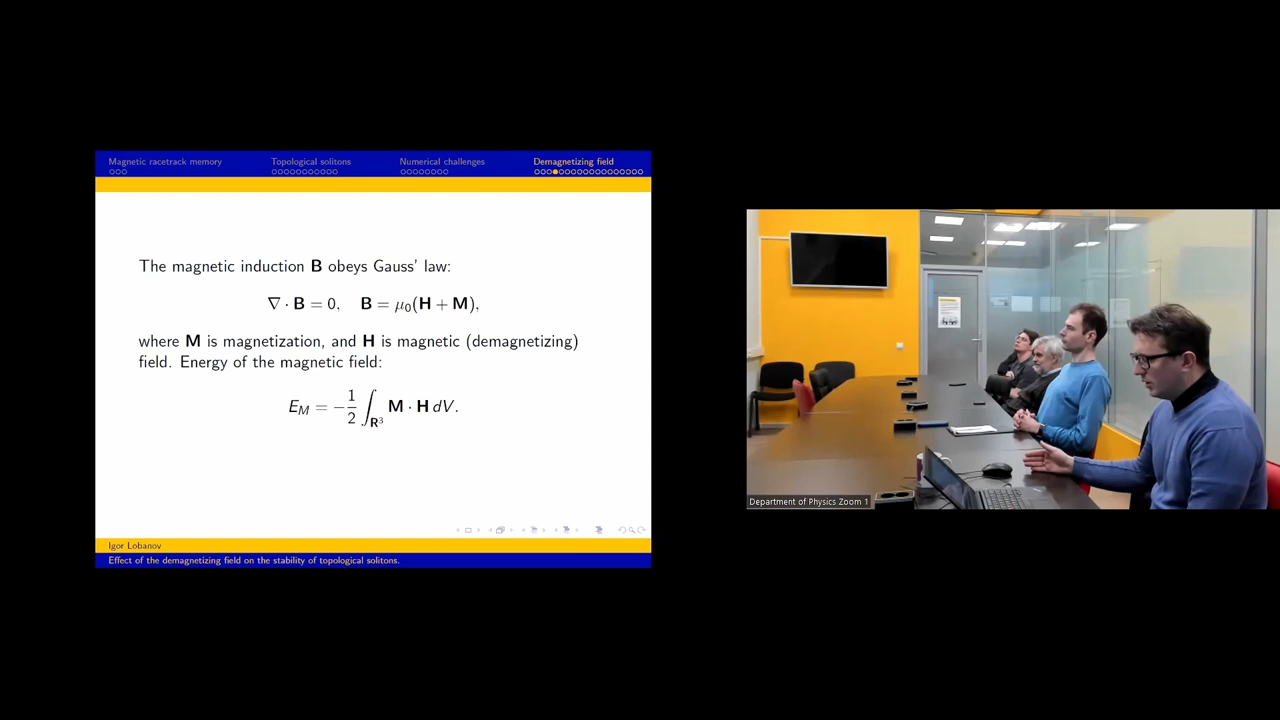 Magnetic racetrack memory Topological solitons Numerical challenges Demagnetizing field
The magnetic induction B obeys Gauss' law:
∇ · B = 0, B = μ₀(H + M),
where M is magnetization, and H is magnetic (demagnetizing)
field. Energy of the magnetic field:
E_M = −1/2 ∫_R³ M · H dV.
Igor Lobanov
Effect of the demagnetizing field on the stability of topological solitons.
Department of Physics Zoom 1